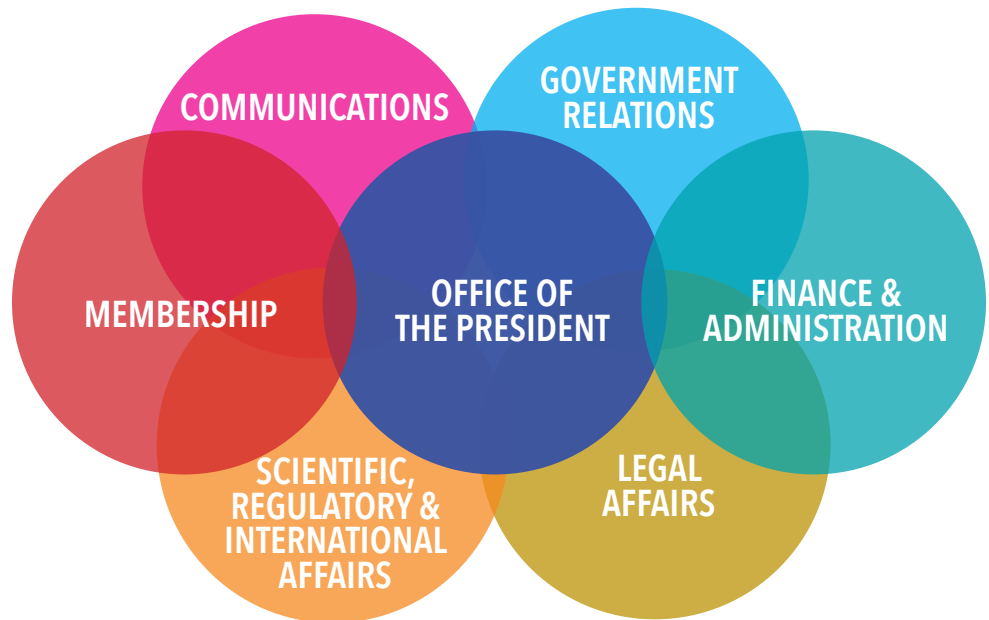 COMMUNICATIONS
GOVERNMENT
RELATIONS
MEMBERSHIP
OFFICE OF
THE PRESIDENT
FINANCE &
ADMINISTRATION
SCIENTIFIC,
REGULATORY &
INTERNATIONAL
AFFAIRS
LEGAL
AFFAIRS